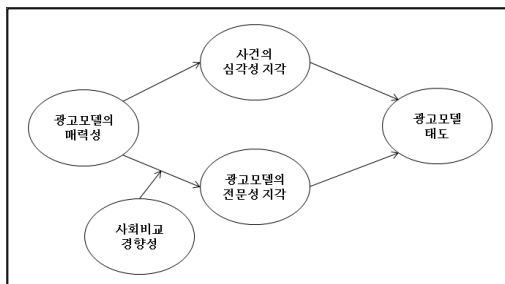 사건의
심각성 지각
광고모델의
매력성
광고모델
태도
광고모델의
전문성 지각
사회비교
경향성